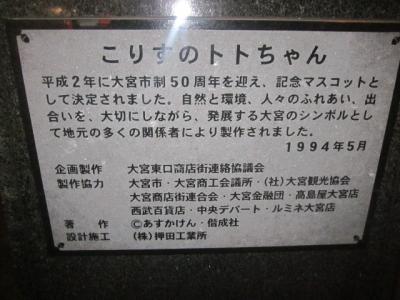 こりすのトトちゃん
平成2年に大宮市制50周年を迎え、記念マスコットと
して決定されました。自然と環境、人々のふれあい、出
合いを、大切にしながら、発展する大宮のシンボルとし
て地元の多くの関係者により製作されました。
1994年5月
企画製作 大宮東口商店街連絡協議会
製作協力 大宮市・大宮商工会議所・(社)大宮観光協会
大宮商店街連合会・大宮金融団・高島屋大宮店
西武百貨店・中央デパート・ルミネ大宮店
著作 ©あすかけん・偕成社
設計施工 (株)押田工業所